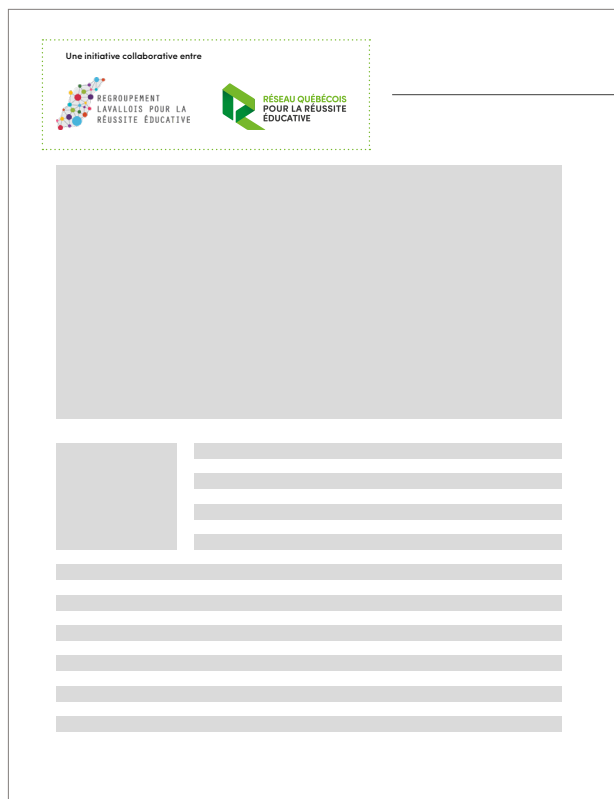 Une initiative collaborative entre
REGROUPEMENT
LAVALLOIS POUR LA
RÉUSSITE ÉDUCATIVE
RÉSEAU QUÉBÉCOIS
POUR LA RÉUSSITE
ÉDUCATIVE